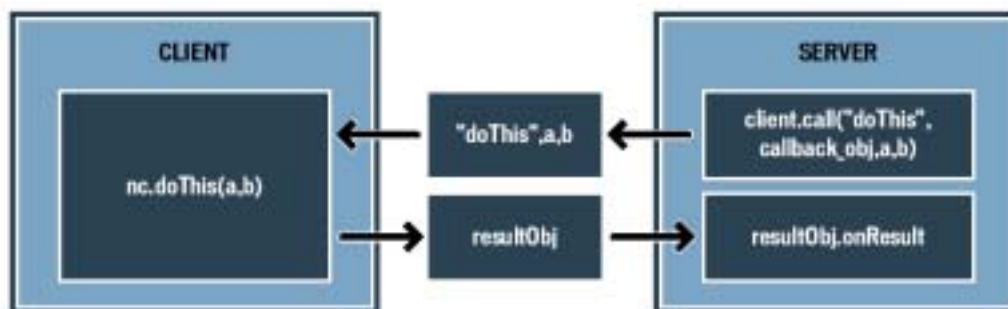 CLIENT
nc.doThis(a,b)
"doThis",a,b
resultObj
SERVER
client.call("doThis",
callback_obj,a,b)
resultObj.onResult